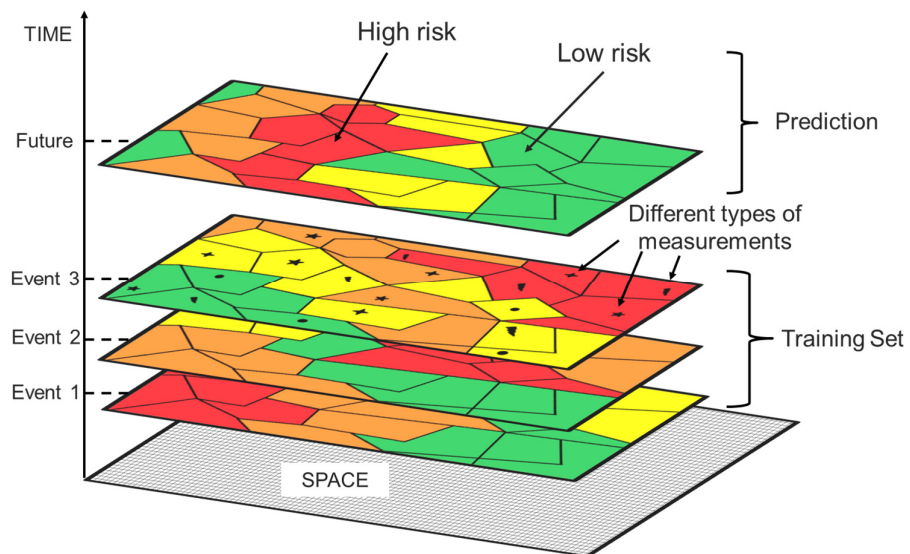 TIME
High risk
Low risk
Prediction
Future
Different types of
measurements
Event 3
Training Set
Event 2
Event 1
SPACE